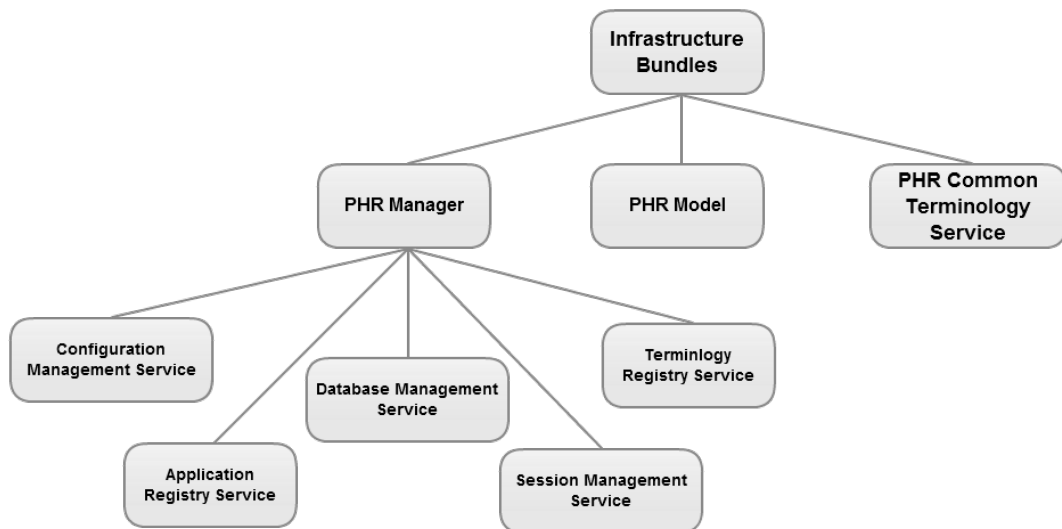 Infrastructure
Bundles
PHR Manager
PHR Model
PHR Common
Terminology
Service
Configuration
Management Service
Database Management
Service
Terminlogy
Registry Service
Application
Registry Service
Session Management
Service